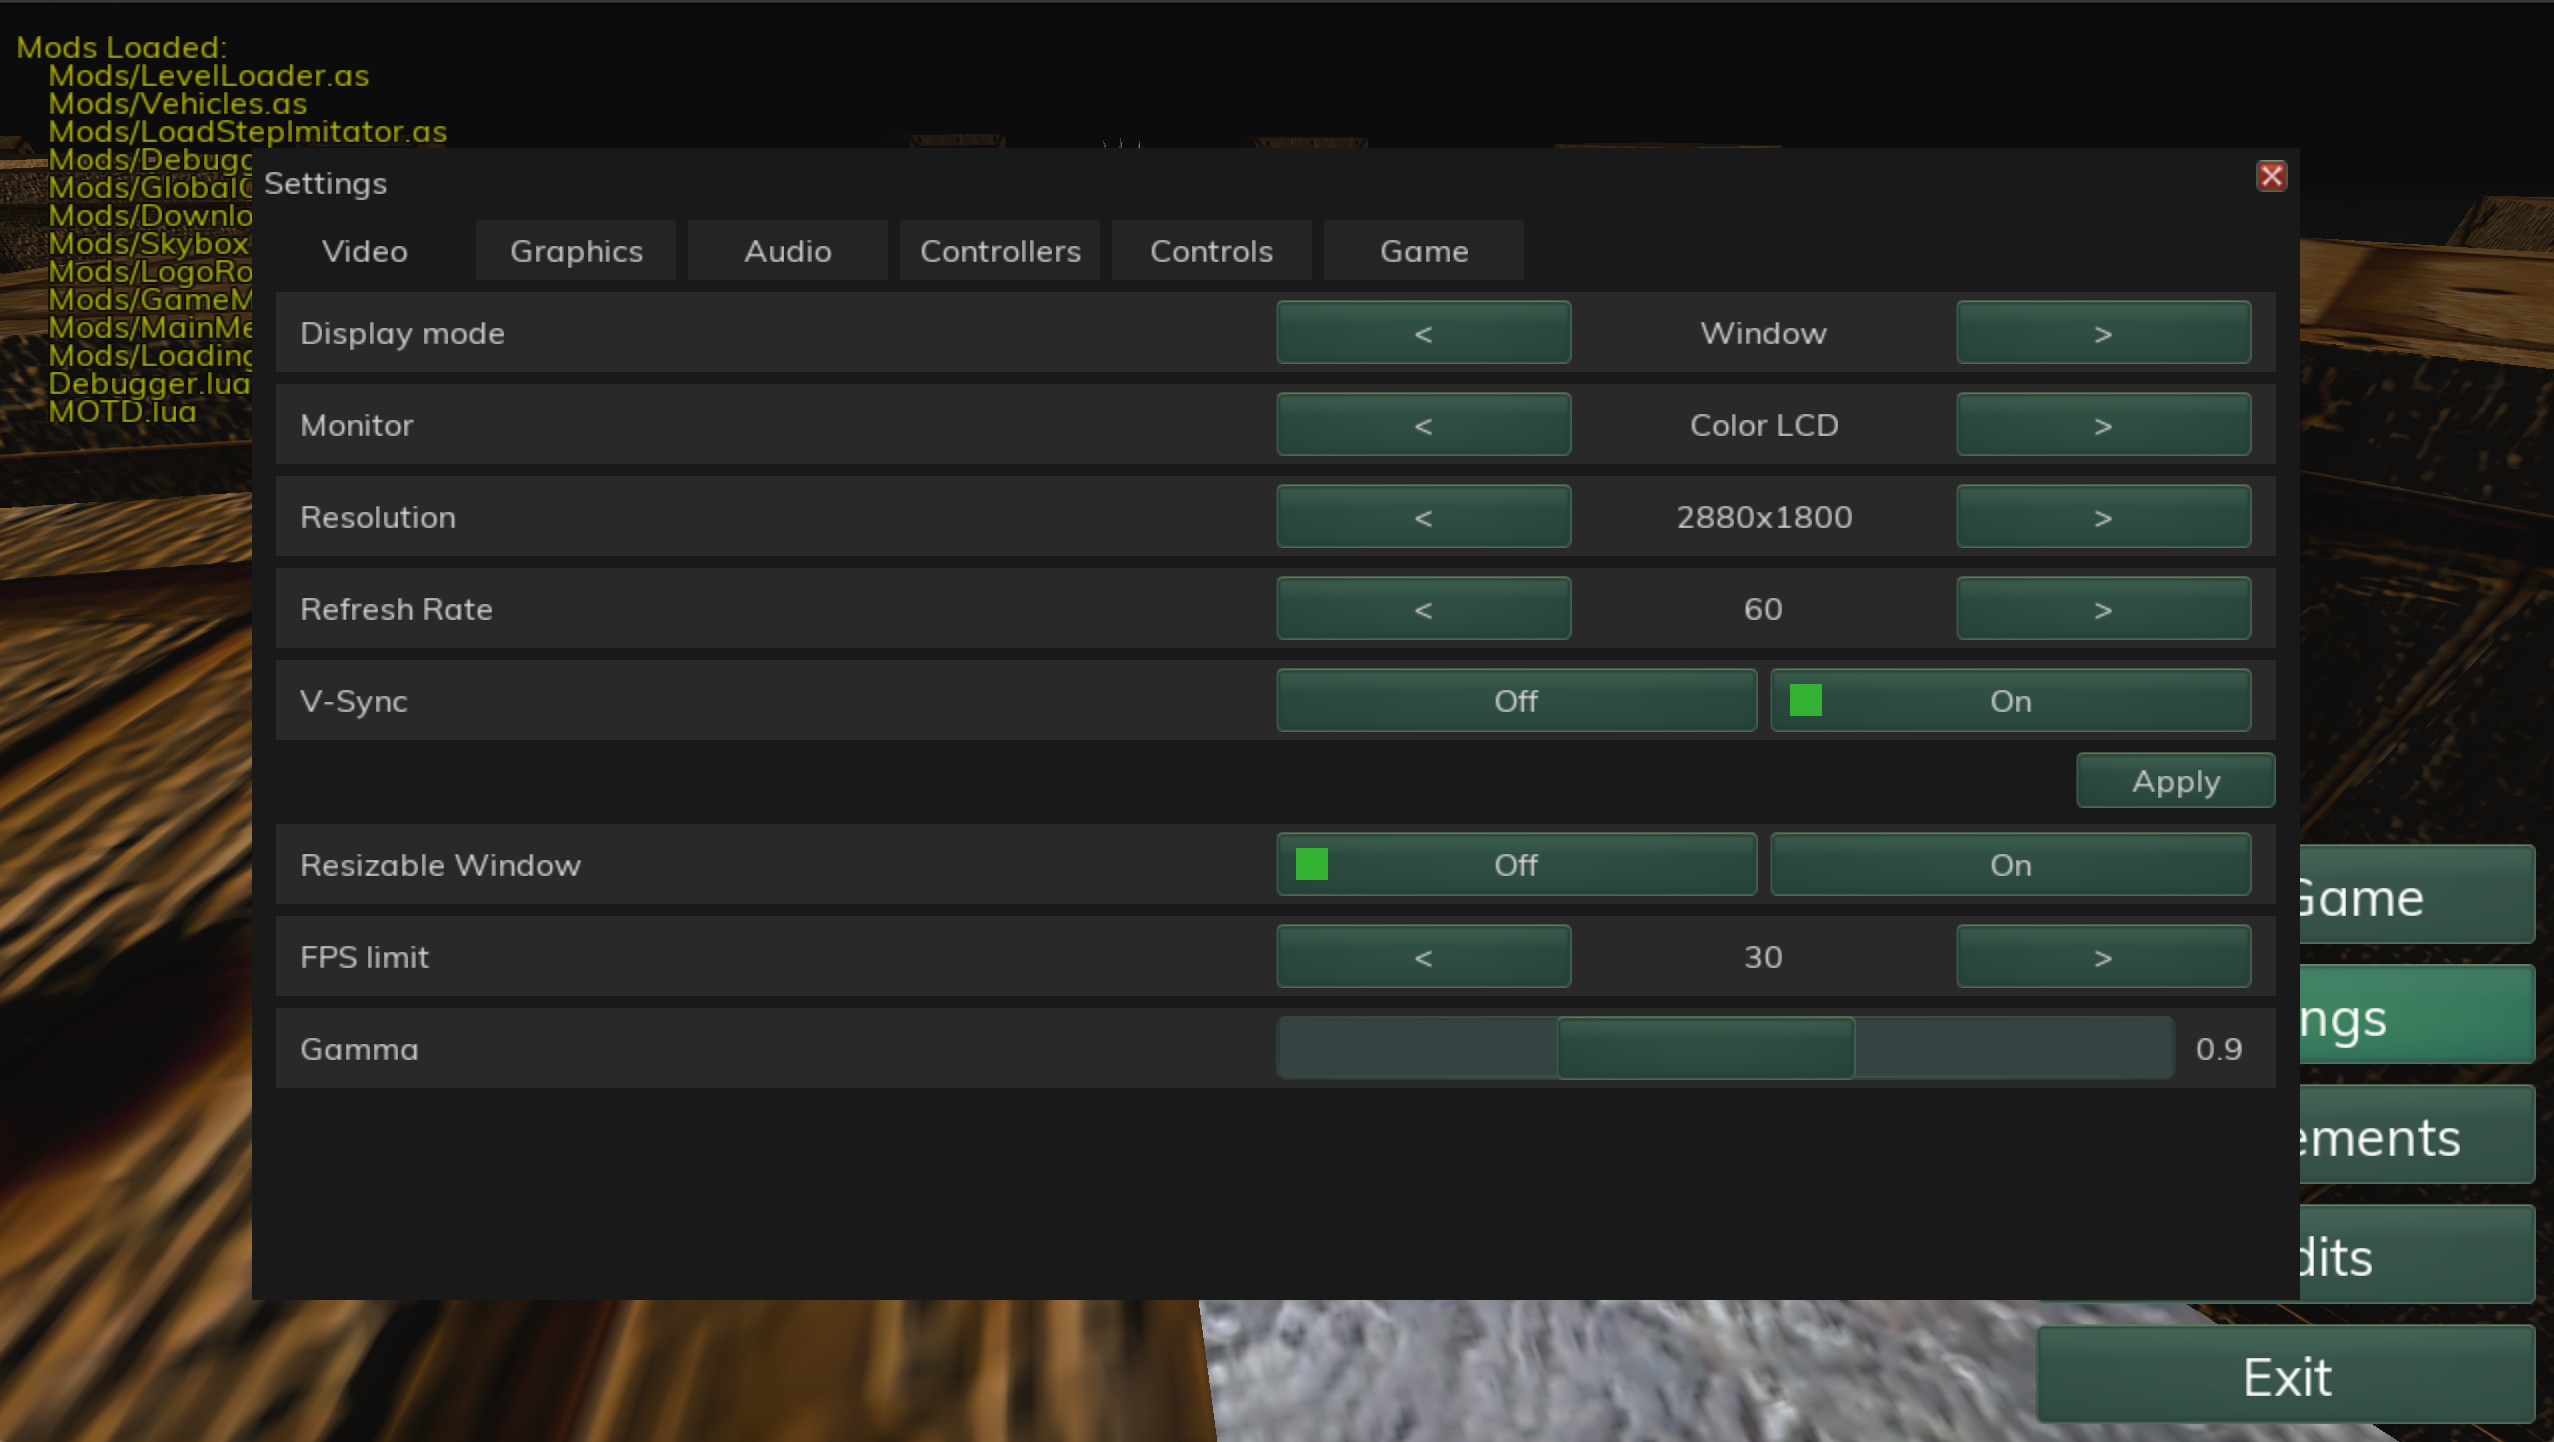 Mods Loaded:
Mods/LevelLoader.as
Mods/Vehicles.as
Mods/LoadStepImitator.as
Mods/Debugg
Mods/Global
Mods/Downlo
Mods/Skybox
Mods/LogoRo
Mods/GameM
Mods/MainMe
Mods/Loading
Debugger.lua
MOTD.lua
Settings
Video Graphics Audio Controllers Controls Game
Display mode < Window >
Monitor < Color LCD >
Resolution < 2880x1800 >
Refresh Rate < 60 >
V-Sync Off On
Apply
Resizable Window Off On
FPS limit < 30 >
Gamma 0.9
Game
ngs
ements
dits
Exit